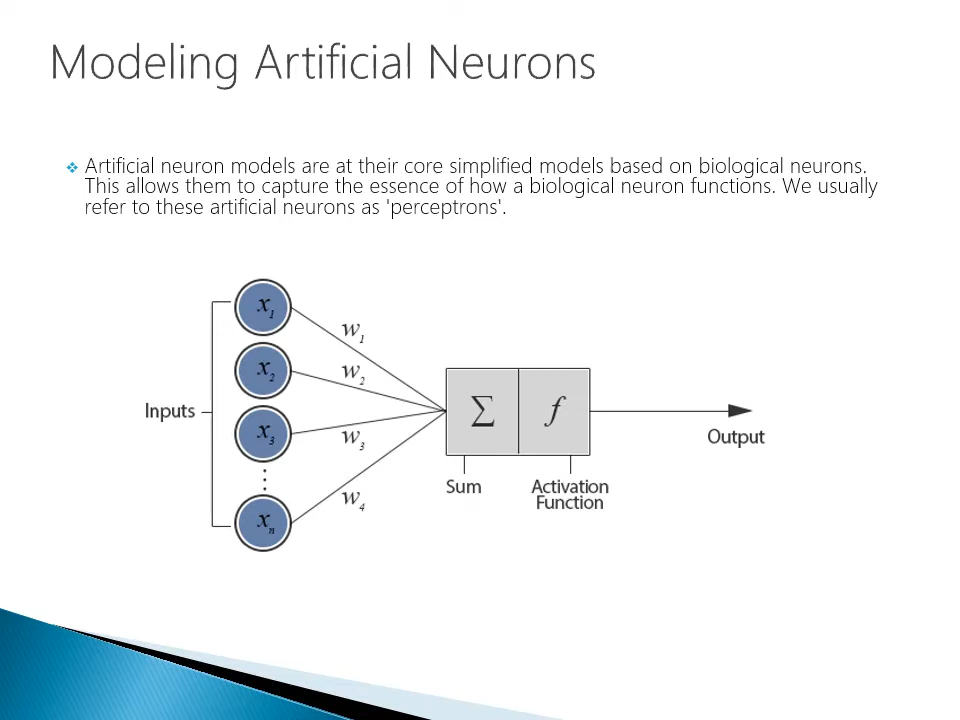 Modeling Artificial Neurons
❖ Artificial neuron models are at their core simplified models based on biological neurons.
This allows them to capture the essence of how a biological neuron functions. We usually
refer to these artificial neurons as 'perceptrons'.
x1
w1
x2
w2
Inputs
Σ
f
x3
w3
Output
Sum
Activation
Function
w4
xn